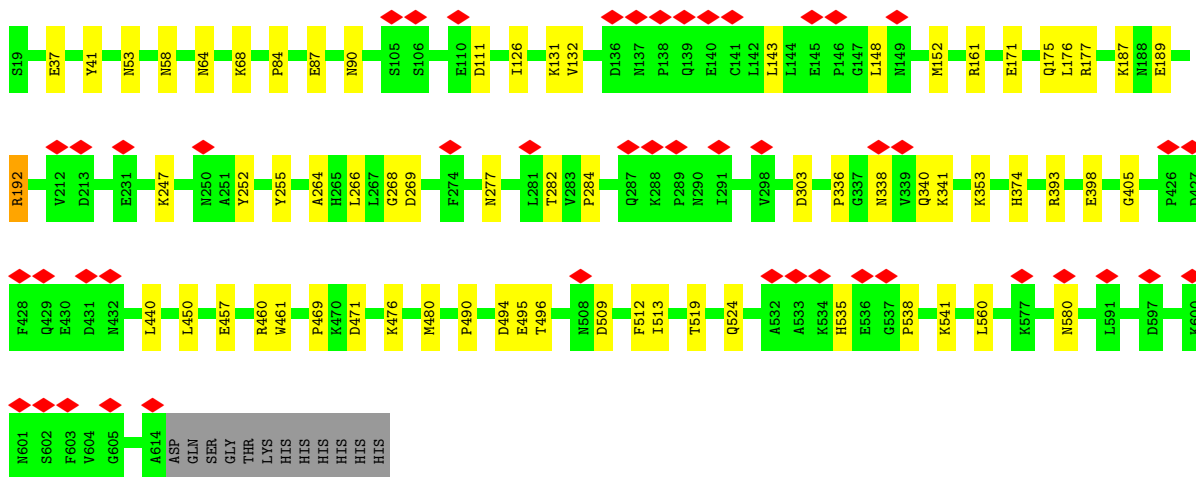 S19 E37 Y41 N53 N58 N64 K68 P84 E87 N90 S105 S106 E110 D111 I126 K131 V132 D136 N137 P138 Q139 E140 C141 L142 L143 L144 E145 P146 G147 L148 N149 M152 R161 E171 Q175 L176 R177 K187 N188 E189
R192 V212 D213 E231 K247 N250 A251 Y252 Y255 A264 H265 L266 L267 G268 D269 F274 N277 L281 T282 V283 P284 Q287 K288 P289 N290 I291 V298 D303 P336 G337 N338 V339 Q340 K341 K353 H374 R393 E398 G405 P426 D427
F428 Q429 E430 D431 N432 L440 L450 E457 R460 W461 P469 K470 D471 K476 M480 P490 D494 E495 T496 N508 D509 F512 I513 T519 Q524 A532 A533 K534 H535 E536 G537 P538 K541 L560 K577 N580 L591 D597 K600
N601 S602 F603 V604 G605 A614 ASP GLN SER GLY THR LYS HIS HIS HIS HIS HIS HIS